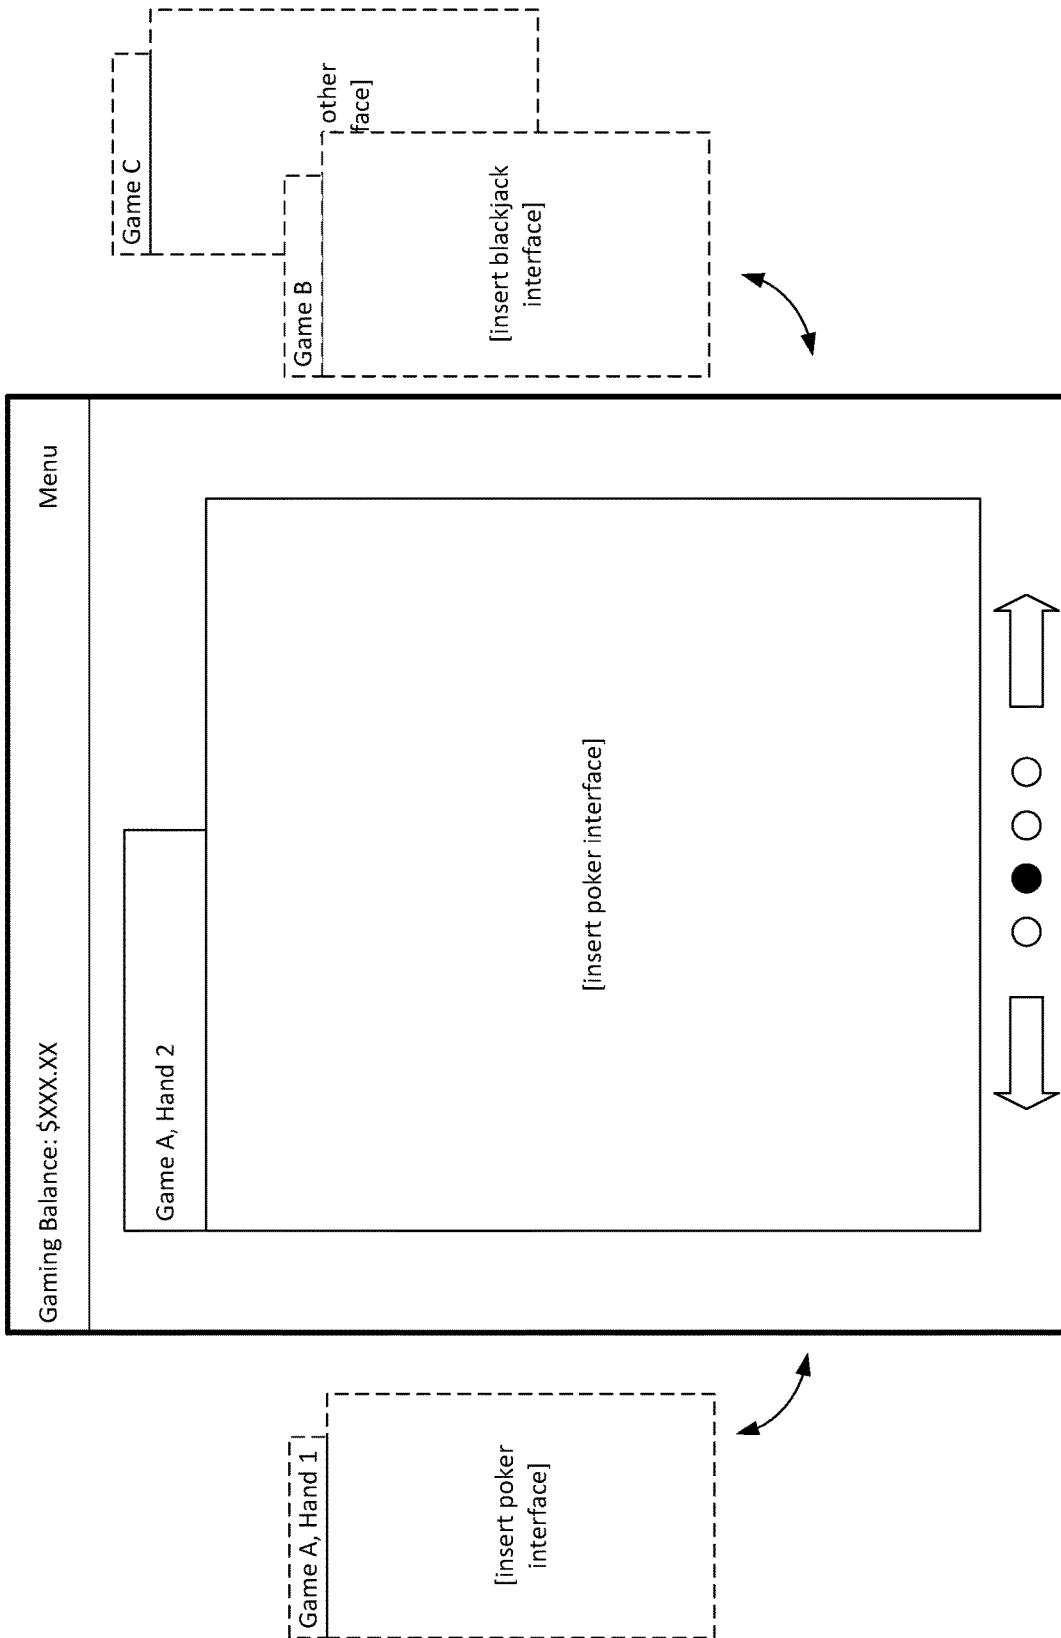 Gaming Balance: $XXX.XX
Menu
Game A, Hand 1
[insert poker
interface]
Game A, Hand 2
[insert poker interface]
Game B
[insert blackjack
interface]
Game C
other
face]